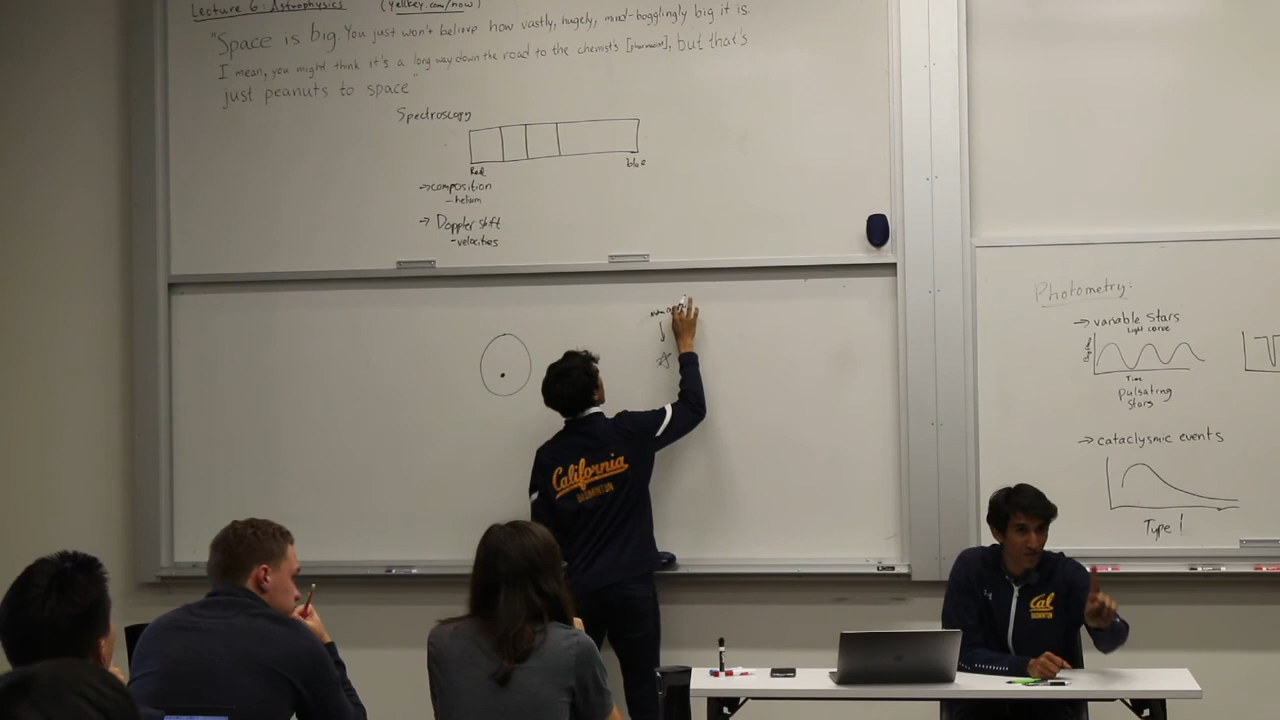 Lecture 6: Astrophysics (yellkey.com/now)
"Space is big. You just won't believe how vastly, hugely, mind-bogglingly big it is.
I mean, you might think it's a long way down the road to the chemist's [pharmacist], but that's
just peanuts to space"
Spectroscopy
Red
blue
→composition
- helium
→ Doppler shift
- velocities
Photometry:
→ variable stars
Light curve
Time
pulsating
stars
→ cataclysmic events
Type 1
California
BADMINTON
Cal
BADMINTON